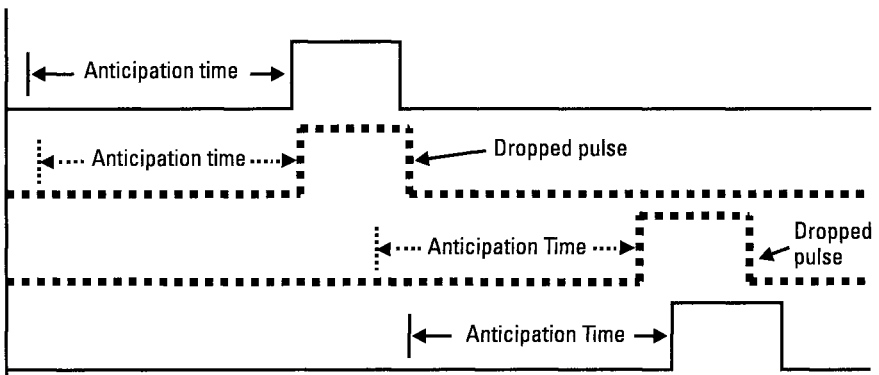 Anticipation time
Anticipation time
Dropped pulse
Anticipation Time
Dropped
pulse
Anticipation Time